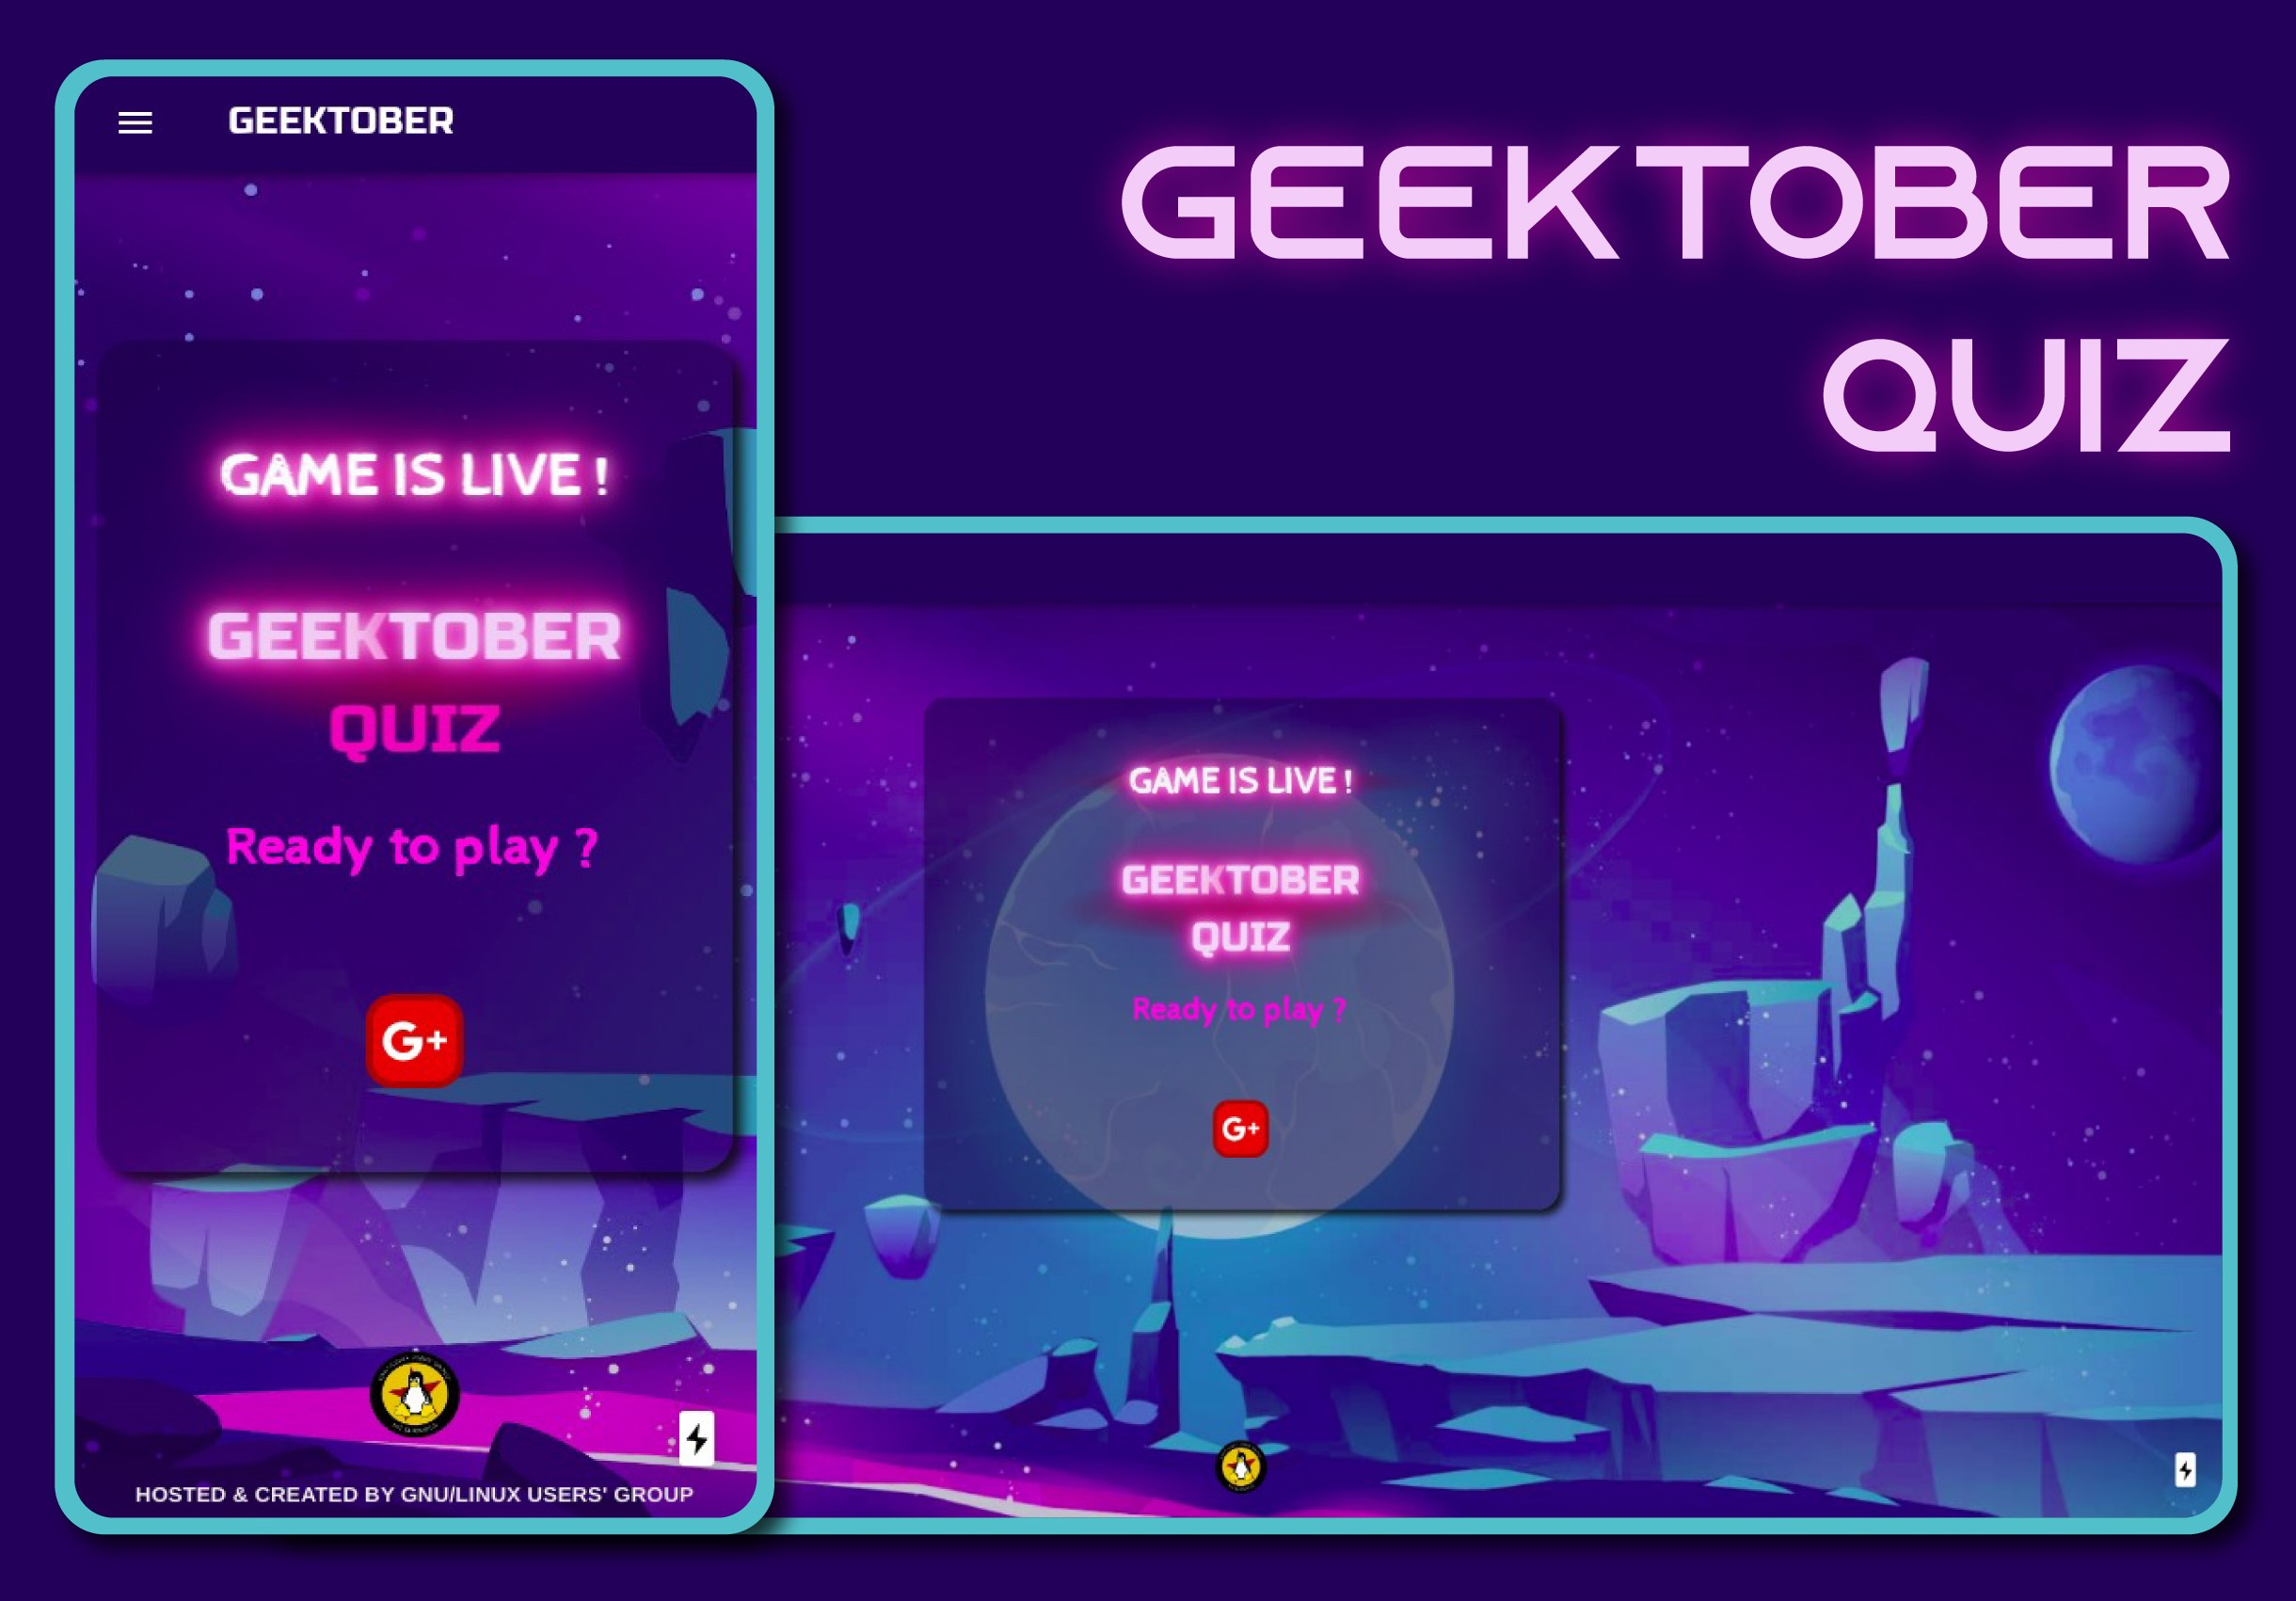 GEEKTOBER
GAME IS LIVE !
GEEKTOBER
QUIZ
Ready to play ?
G+
HOSTED & CREATED BY GNU/LINUX USERS' GROUP
GEEKTOBER
QUIZ
GAME IS LIVE !
GEEKTOBER
QUIZ
Ready to play ?
G+